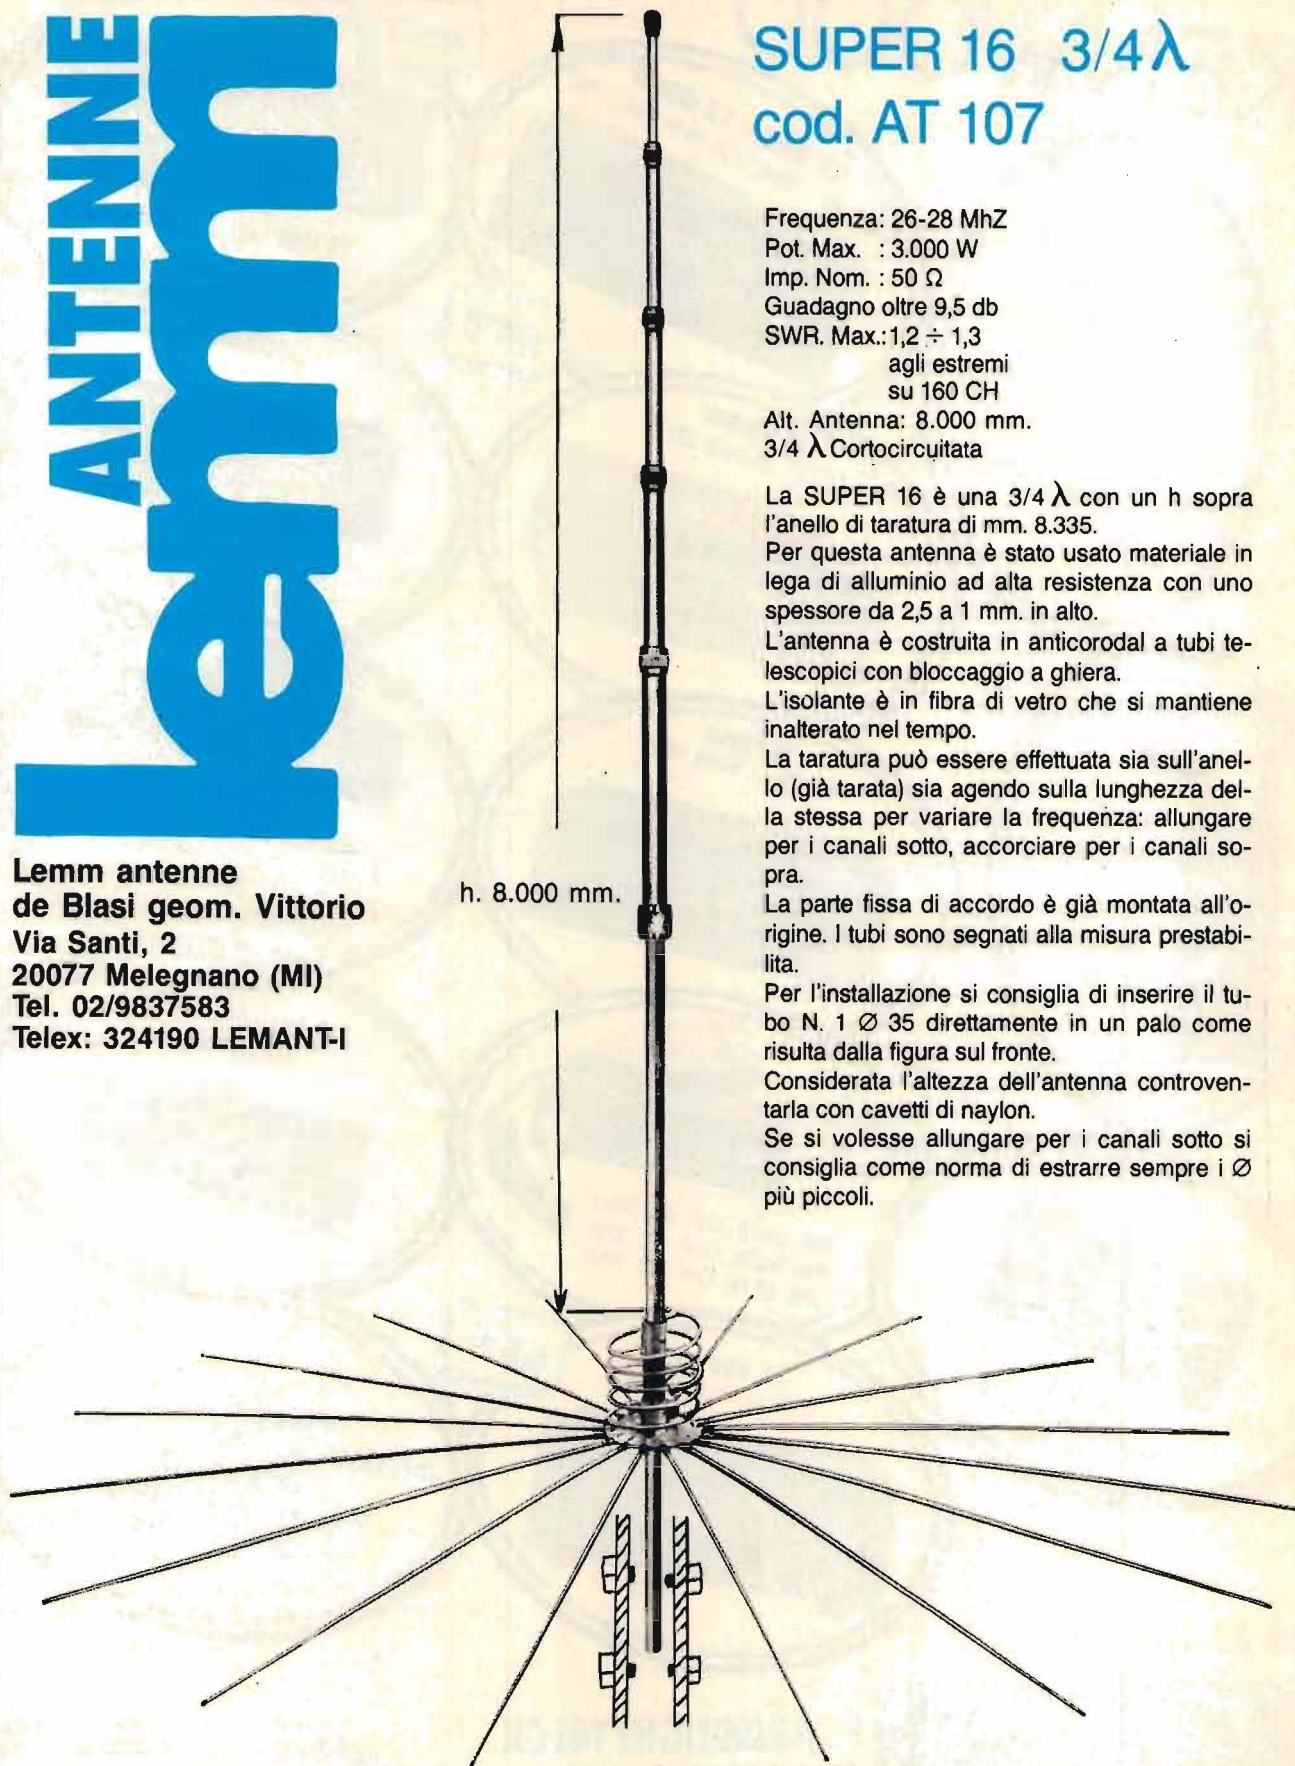 ANTENNE
lemm
SUPER 16 3/4 λ
cod. AT 107
Frequenza: 26-28 MhZ
Pot. Max. : 3.000 W
Imp. Nom. : 50 Ω
Guadagno oltre 9,5 db
SWR. Max.: 1,2 ÷ 1,3
agli estremi
su 160 CH
Alt. Antenna: 8.000 mm.
3/4 λ Cortocircuitata
La SUPER 16 è una 3/4 λ con un h sopra
l'anello di taratura di mm. 8.335.
Per questa antenna è stato usato materiale in
lega di alluminio ad alta resistenza con uno
spessore da 2,5 a 1 mm. in alto.
L'antenna è costruita in anticorodal a tubi te-
lescopici con bloccaggio a ghiera.
L'isolante è in fibra di vetro che si mantiene
inalterato nel tempo.
La taratura può essere effettuata sia sull'anel-
lo (già tarata) sia agendo sulla lunghezza del-
la stessa per variare la frequenza: allungare
per i canali sotto, accorciare per i canali so-
pra.
La parte fissa di accordo è già montata all'o-
rigine. I tubi sono segnati alla misura prestabi-
lita.
Per l'installazione si consiglia di inserire il tu-
bo N. 1 Ø 35 direttamente in un palo come
risulta dalla figura sul fronte.
Considerata l'altezza dell'antenna controven-
tarla con cavetti di naylon.
Se si volesse allungare per i canali sotto si
consiglia come norma di estrarre sempre i Ø
più piccoli.
Lemm antenne
de Blasi geom. Vittorio
Via Santi, 2
20077 Melegnano (MI)
Tel. 02/9837583
Telex: 324190 LEMANT-I
h. 8.000 mm.